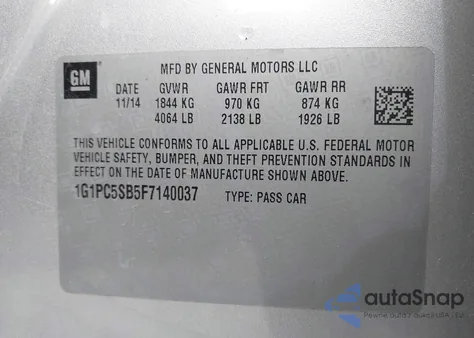 GM
MFD BY GENERAL MOTORS LLC
DATE GVWR GAWR FRT GAWR RR
11/14 1844 KG 970 KG 874 KG
4064 LB 2138 LB 1926 LB
THIS VEHICLE CONFORMS TO ALL APPLICABLE U.S. FEDERAL MOTOR
VEHICLE SAFETY, BUMPER, AND THEFT PREVENTION STANDARDS IN
EFFECT ON THE DATE OF MANUFACTURE SHOWN ABOVE.
1G1PC5SB5F7140037 TYPE: PASS CAR
autoSnap